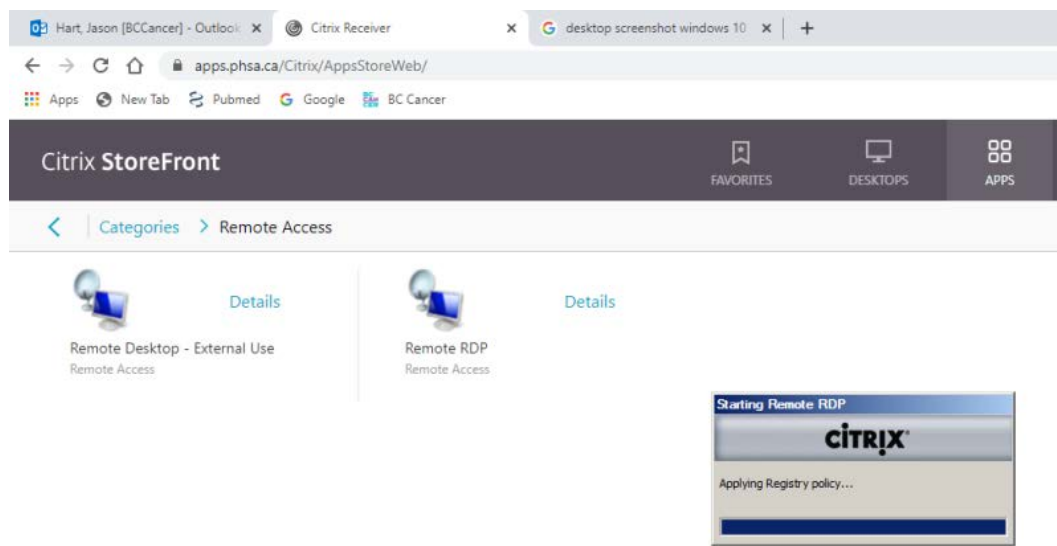 Hart, Jason [BCCancer] - Outlook
Citrix Receiver
desktop screenshot windows 10
apps.phsa.ca/Citrix/AppsStoreWeb/
Apps New Tab Pubmed Google BC Cancer
Citrix StoreFront
FAVORITES DESKTOPS APPS
Categories > Remote Access
Details Details
Remote Desktop - External Use Remote RDP
Remote Access Remote Access
Starting Remote RDP
CİTRIX
Applying Registry policy...